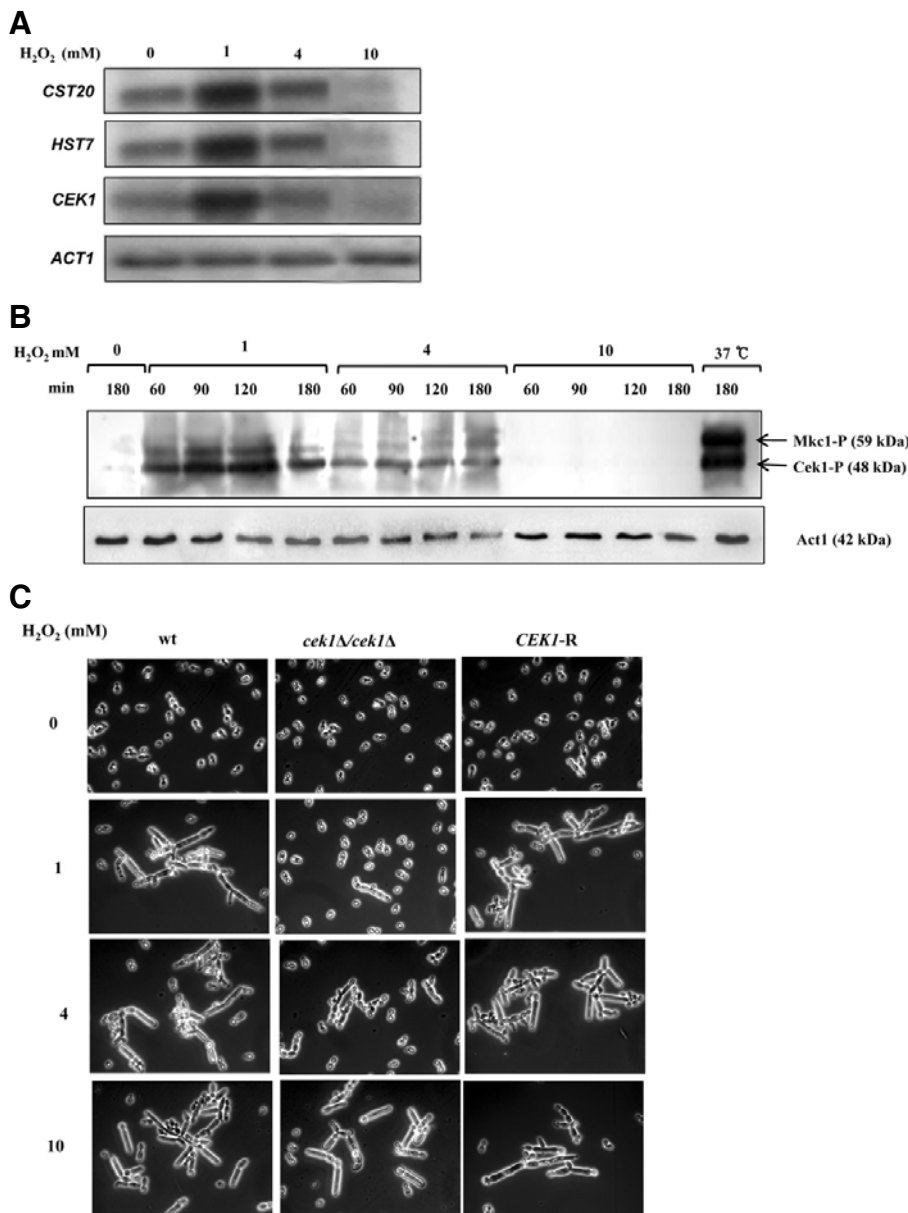 A
H₂O₂ (mM) 0 1 4 10
CST20
HST7
CEK1
ACT1
B
H₂O₂ mM 0 1 4 10 37 ℃
min 180 60 90 120 180 60 90 120 180 60 90 120 180 180
Mkc1-P (59 kDa)
Cek1-P (48 kDa)
Act1 (42 kDa)
C
H₂O₂ (mM) wt cek1Δ/cek1Δ CEK1-R
0
1
4
10